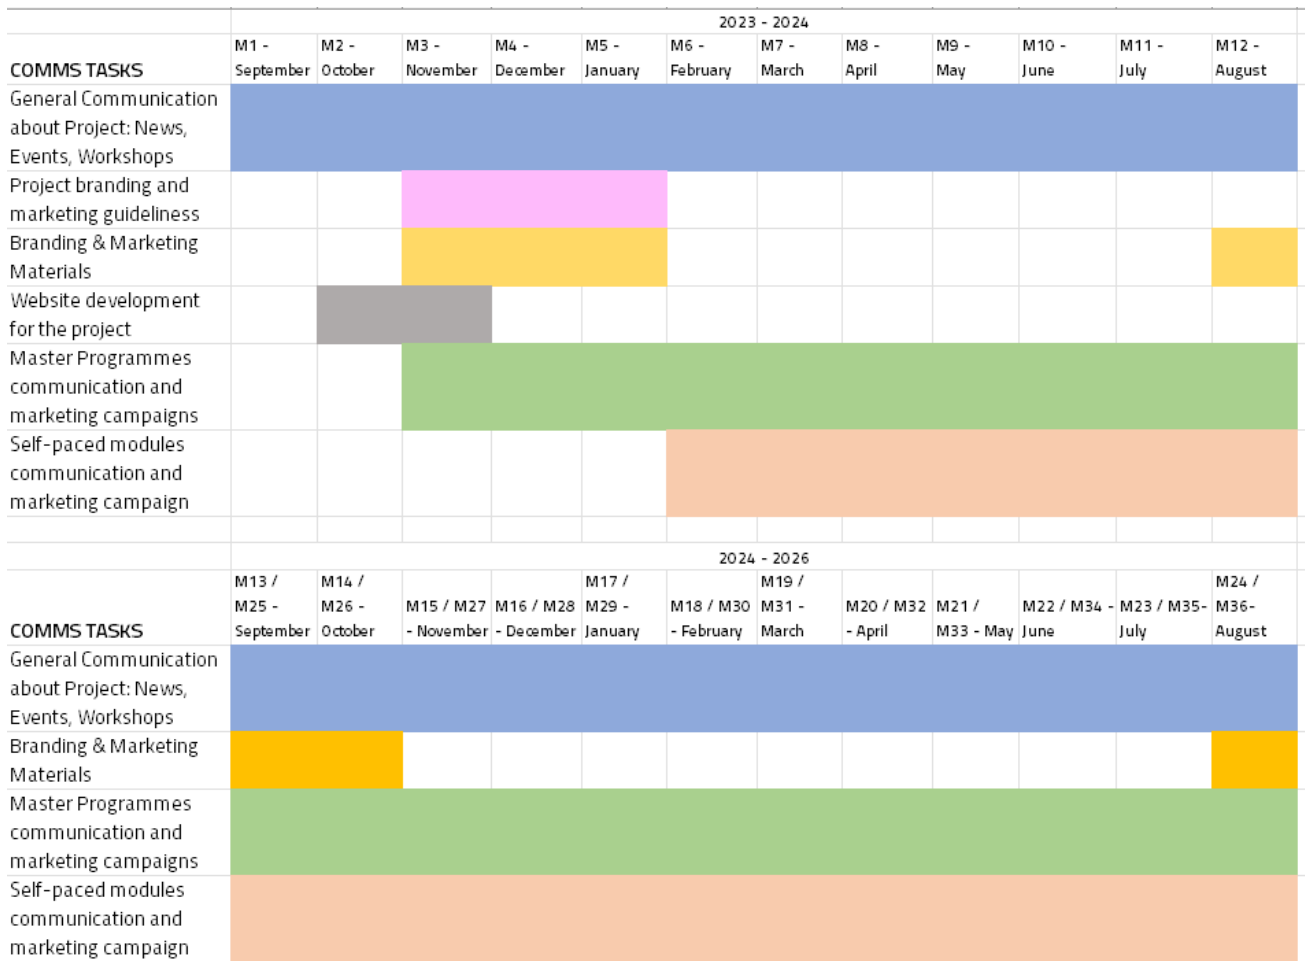 2023 - 2024
COMMS TASKS
M1 -
September
M2 -
October
M3 -
November
M4 -
December
M5 -
January
M6 -
February
M7 -
March
M8 -
April
M9 -
May
M10 -
June
M11 -
July
M12 -
August
General Communication
about Project: News,
Events, Workshops
Project branding and
marketing guideliness
Branding & Marketing
Materials
Website development
for the project
Master Programmes
communication and
marketing campaigns
Self-paced modules
communication and
marketing campaign
2024 - 2026
COMMS TASKS
M13 /
M25 -
September
M14 /
M26 -
October
M15 / M27
- November
M16 / M28
- December
M17 /
M29 -
January
M18 / M30
- February
M19 /
M31 -
March
M20 / M32
- April
M21 /
M33 - May
M22 / M34 -
June
M23 / M35-
July
M24 /
M36-
August
General Communication
about Project: News,
Events, Workshops
Branding & Marketing
Materials
Master Programmes
communication and
marketing campaigns
Self-paced modules
communication and
marketing campaign